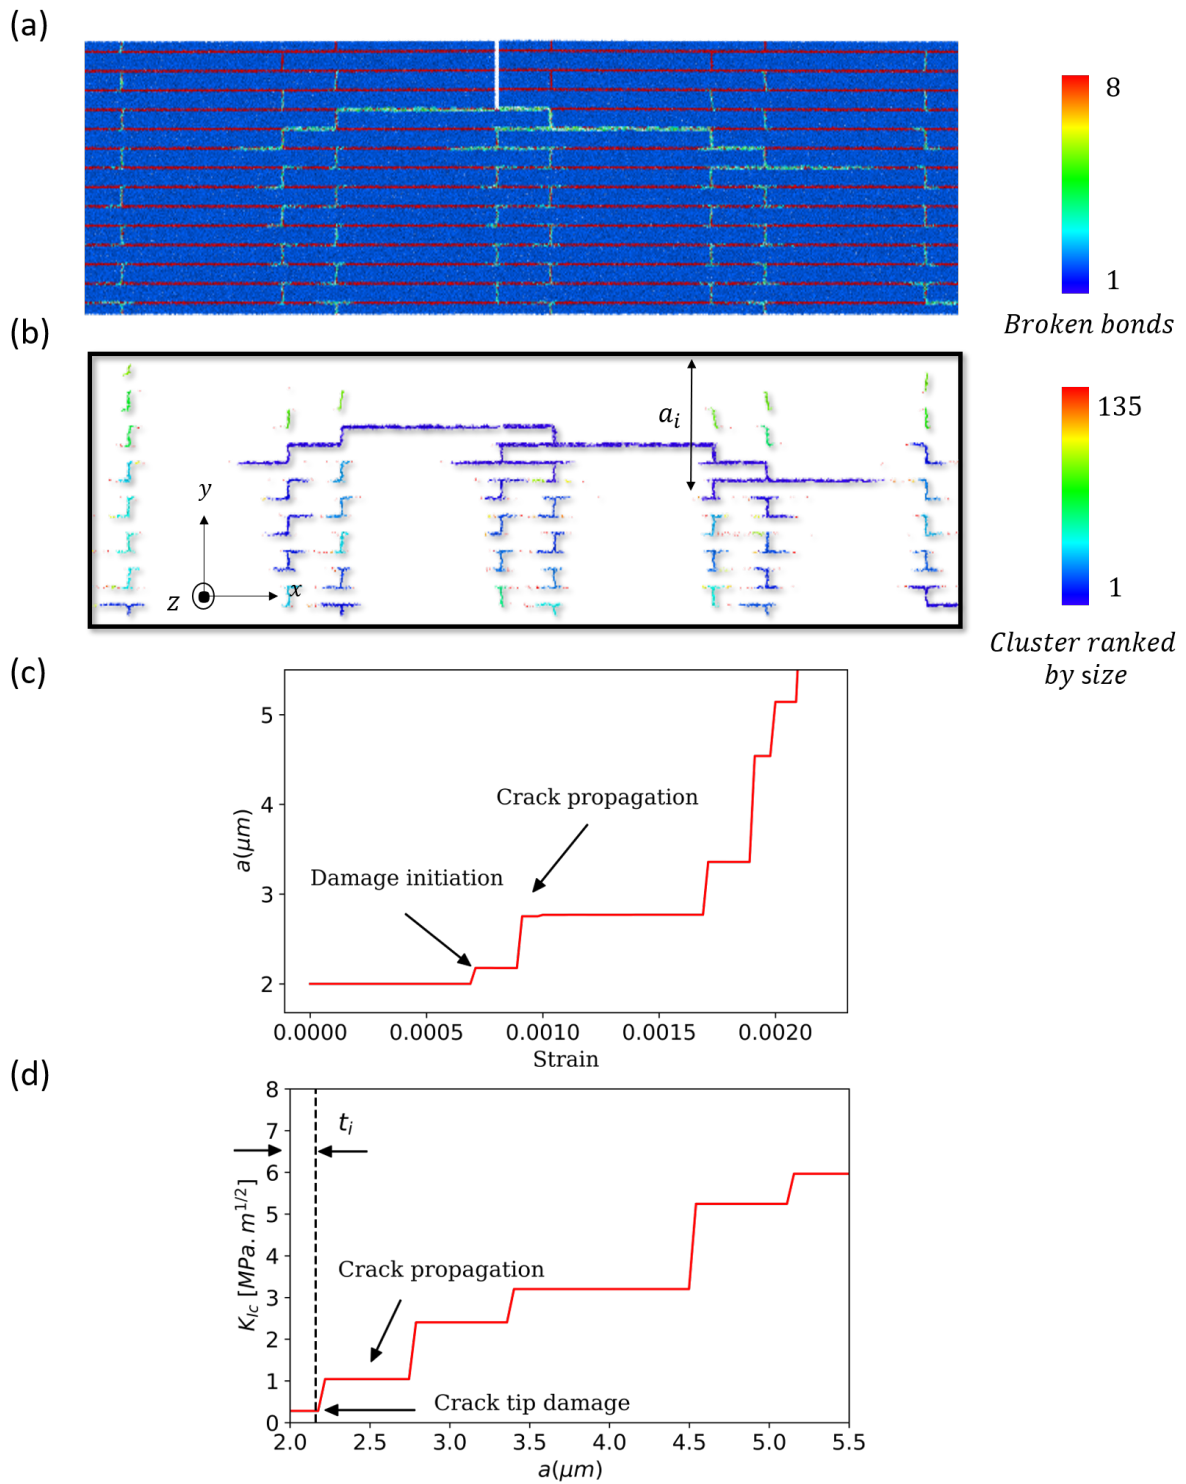 (a)
8
1
Broken bonds
(b)
a_i
y
z
x
135
1
Cluster ranked
by size
(c)
5
4
3
2
a(μm)
Crack propagation
Damage initiation
0.0000 0.0005 0.0010 0.0015 0.0020
Strain
(d)
8
7
6
5
4
3
2
1
0
K_{Ic} [MPa. m^{1/2}]
t_i
Crack propagation
Crack tip damage
2.0 2.5 3.0 3.5 4.0 4.5 5.0 5.5
a(μm)